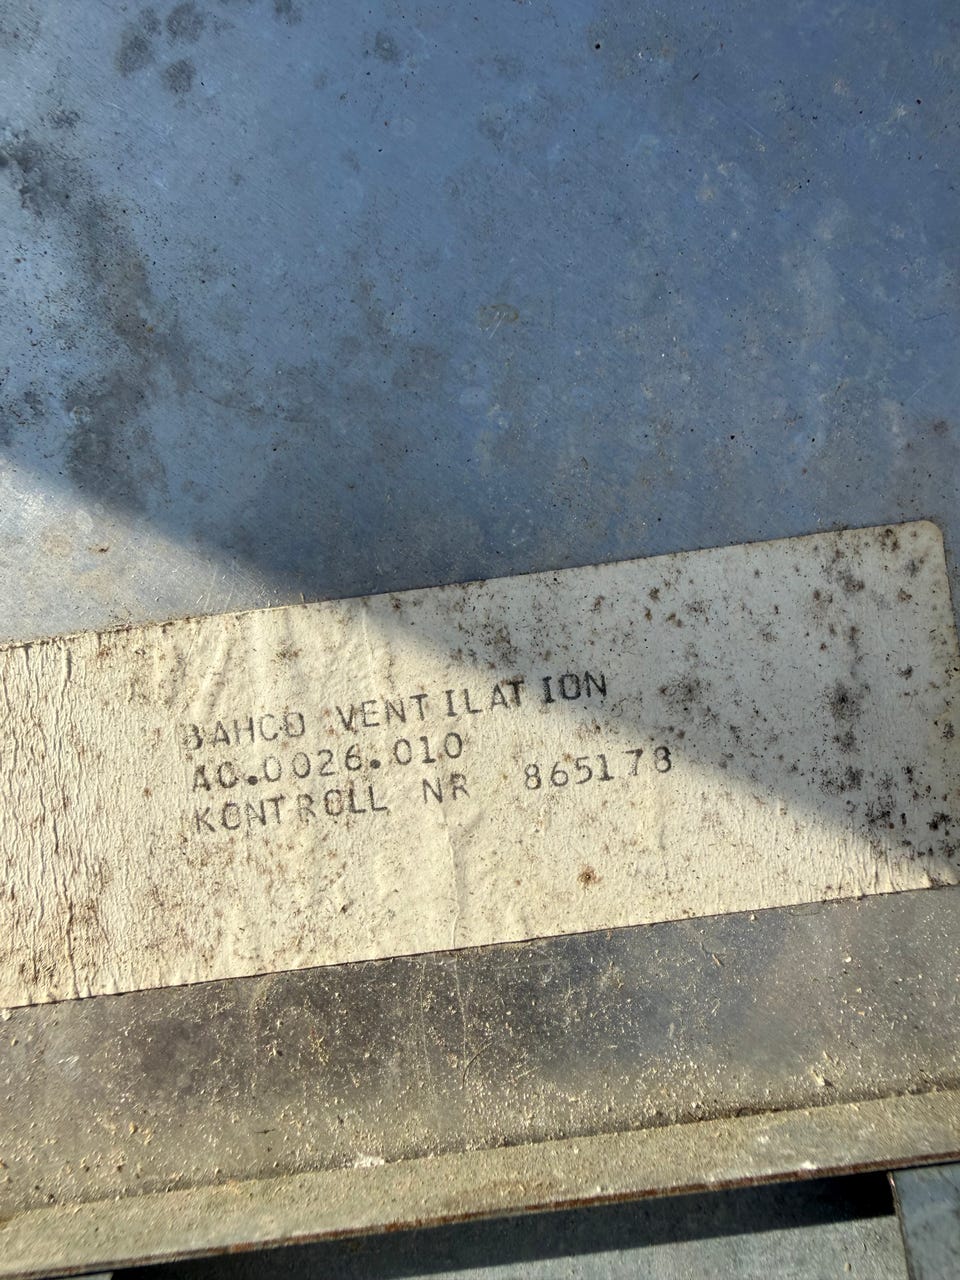 BAHCO VENTILATION
AC.0026.010
KONTROLL NR 865178